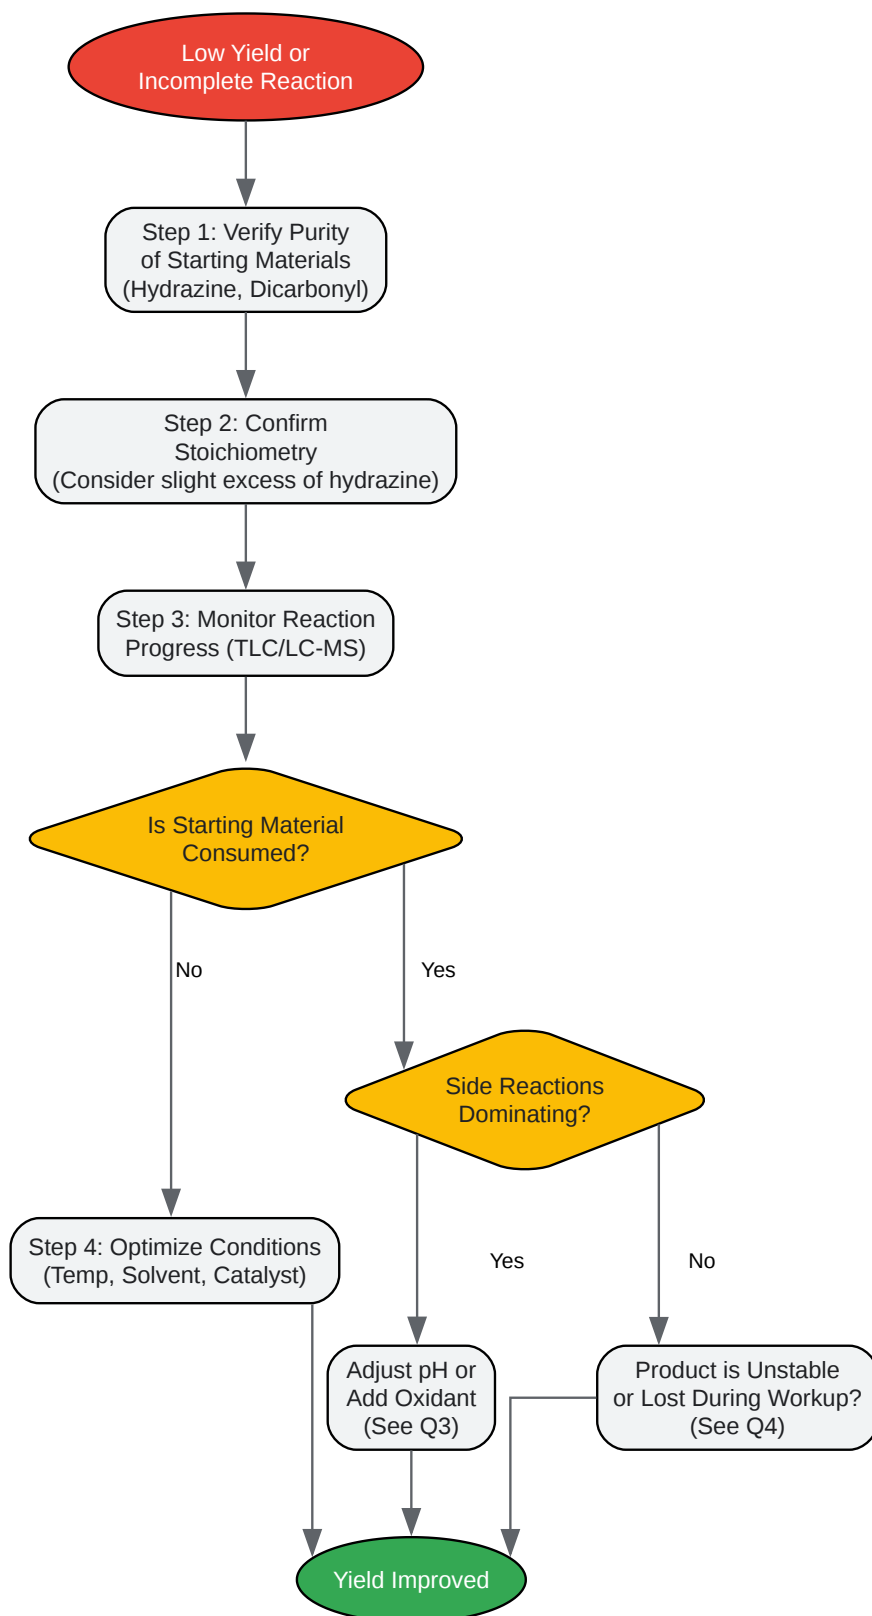 Low Yield or
Incomplete Reaction
Step 1: Verify Purity
of Starting Materials
(Hydrazine, Dicarbonyl)
Step 2: Confirm
Stoichiometry
(Consider slight excess of hydrazine)
Step 3: Monitor Reaction
Progress (TLC/LC-MS)
Is Starting Material
Consumed?
No
Yes
Side Reactions
Dominating?
Step 4: Optimize Conditions
(Temp, Solvent, Catalyst)
Yes
No
Adjust pH or
Add Oxidant
(See Q3)
Product is Unstable
or Lost During Workup?
(See Q4)
Yield Improved